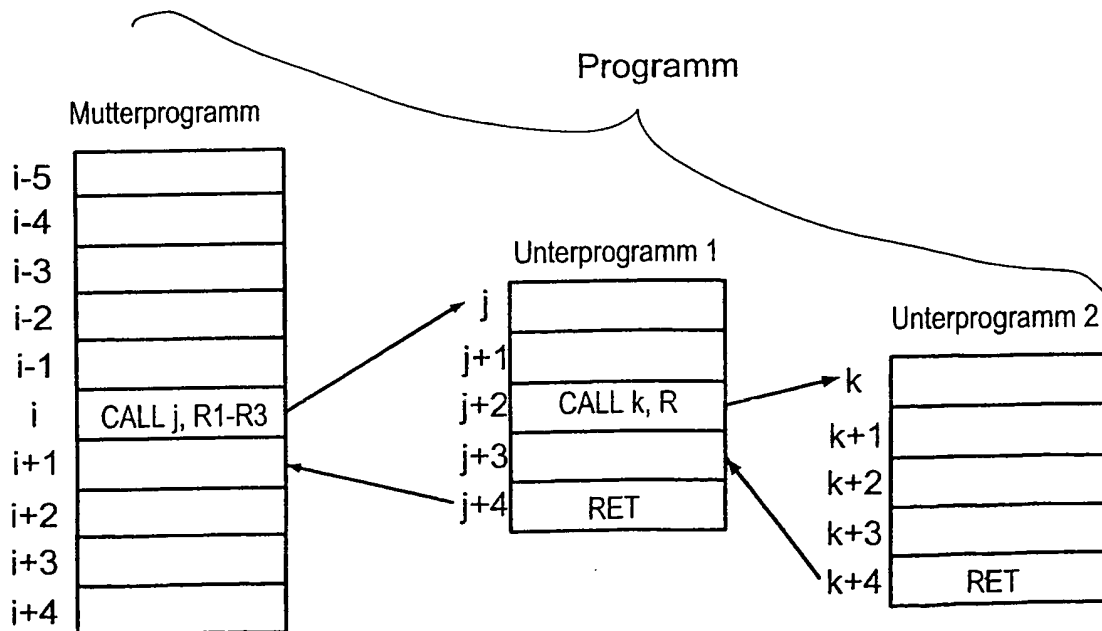 Programm
Mutterprogramm
i-5
i-4
i-3
i-2
i-1
i CALL j, R1-R3
i+1
i+2
i+3
i+4
Unterprogramm 1
j
j+1
j+2 CALL k, R
j+3
j+4 RET
Unterprogramm 2
k
k+1
k+2
k+3
k+4 RET